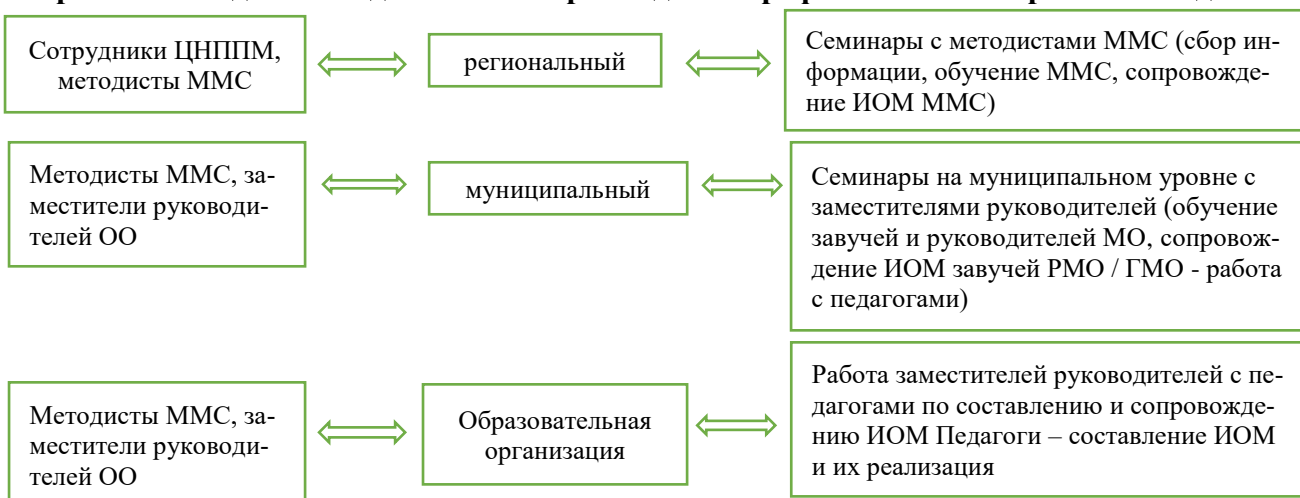 Сотрудники ЦНППМ,
методисты ММС
региональный
Семинары с методистами ММС (сбор ин-
формации, обучение ММС, сопровожде-
ние ИОМ ММС)
Методисты ММС, за-
местители руководи-
телей ОО
муниципальный
Семинары на муниципальном уровне с
заместителями руководителей (обучение
завучей и руководителей МО, сопровож-
дение ИОМ завучей РМО / ГМО - работа
с педагогами)
Методисты ММС, за-
местители руководи-
телей ОО
Образовательная
организация
Работа заместителей руководителей с пе-
дагогами по составлению и сопровожде-
нию ИОМ Педагоги – составление ИОМ
и их реализация